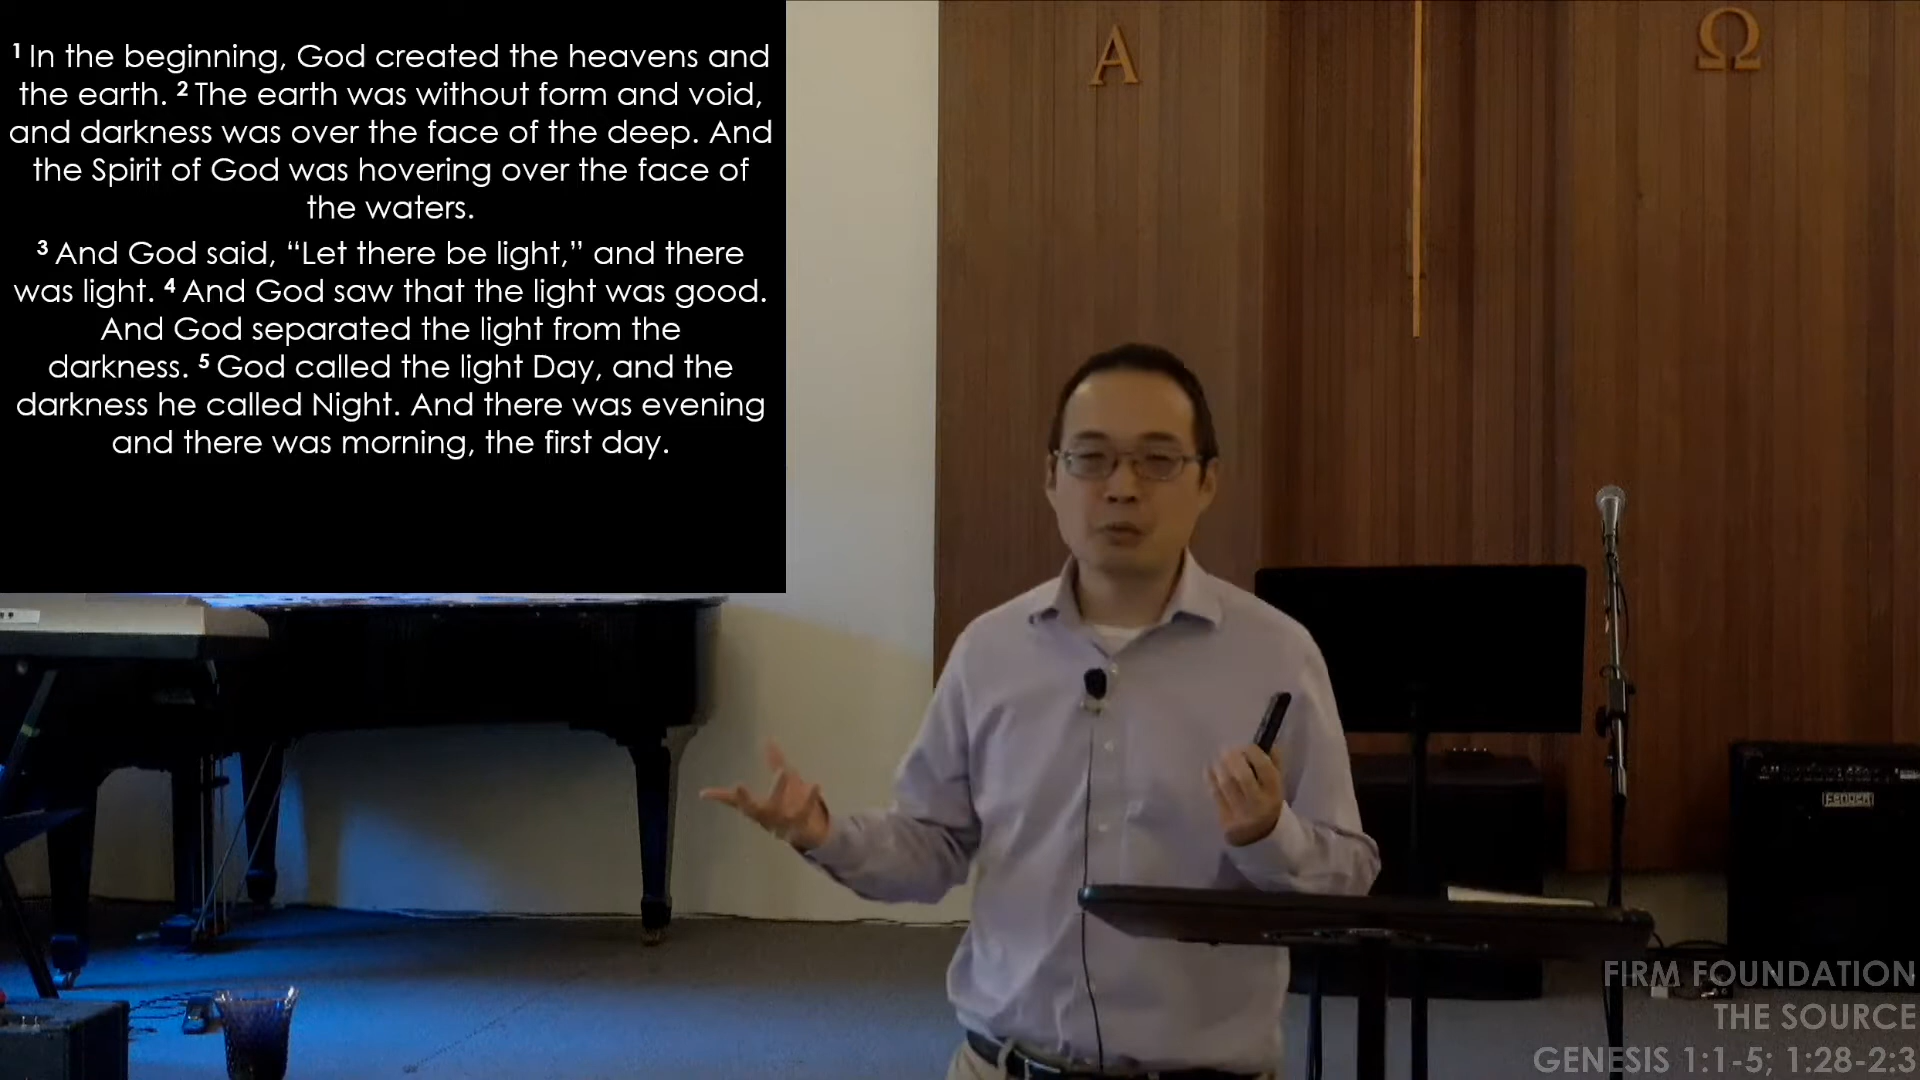 1 In the beginning, God created the heavens and
the earth. 2 The earth was without form and void,
and darkness was over the face of the deep. And
the Spirit of God was hovering over the face of
the waters.
3 And God said, “Let there be light,” and there
was light. 4 And God saw that the light was good.
And God separated the light from the
darkness. 5 God called the light Day, and the
darkness he called Night. And there was evening
and there was morning, the first day.
Α
Ω
FENDER
FIRM FOUNDATION
THE SOURCE
GENESIS 1:1-5; 1:28-2:3